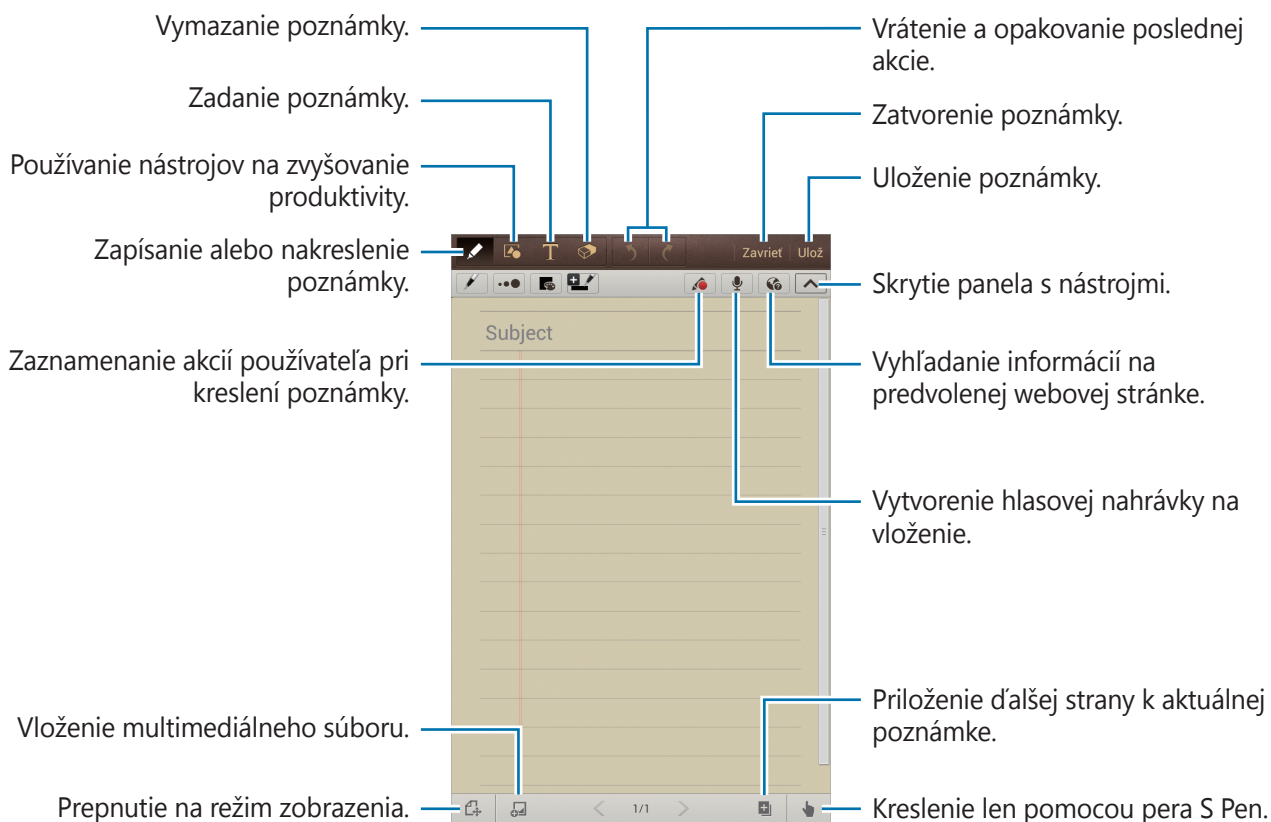 Vymazanie poznámky.
Zadanie poznámky.
Používanie nástrojov na zvyšovanie
produktivity.
Zapísanie alebo nakreslenie
poznámky.
Zaznamenanie akcií používateľa pri
kreslení poznámky.
Vloženie multimediálneho súboru.
Prepnutie na režim zobrazenia.
T
Zavrieť
Ulož
Subject
1/1
Vrátenie a opakovanie poslednej
akcie.
Zatvorenie poznámky.
Uloženie poznámky.
Skrytie panela s nástrojmi.
Vyhľadanie informácií na
predvolenej webovej stránke.
Vytvorenie hlasovej nahrávky na
vloženie.
Priloženie ďalšej strany k aktuálnej
poznámke.
Kreslenie len pomocou pera S Pen.